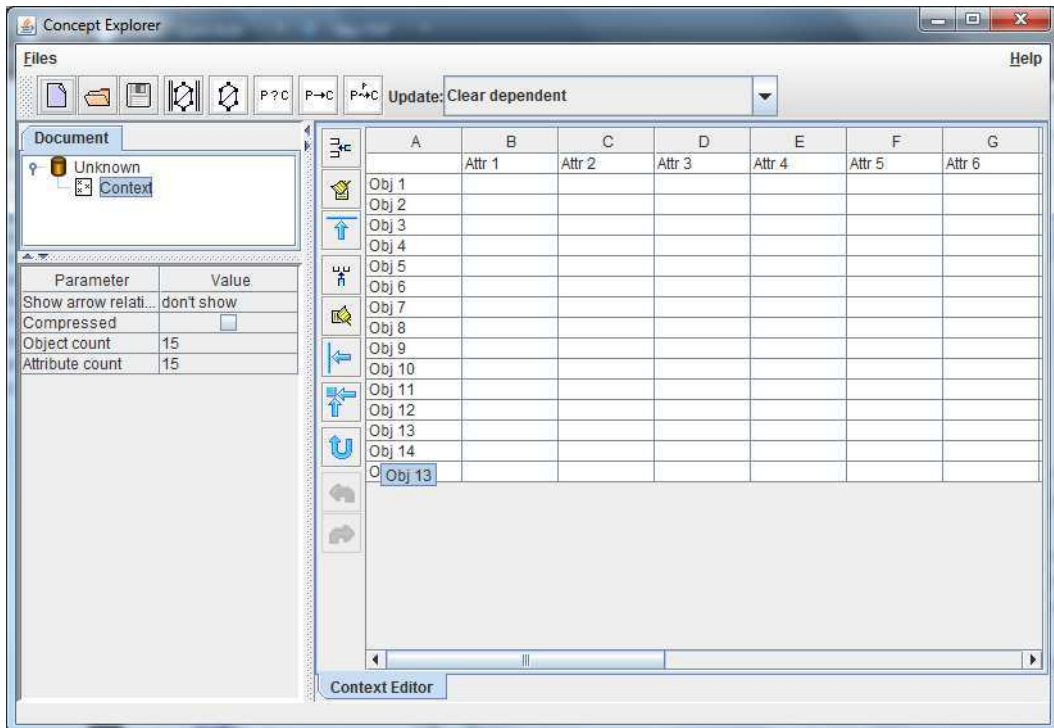 Concept Explorer
Files Help
P?C P→C P→C Update: Clear dependent
Document
Unknown
Context
Parameter Value
Show arrow relati... don't show
Compressed
Object count 15
Attribute count 15
A B C D E F G
Attr 1 Attr 2 Attr 3 Attr 4 Attr 5 Attr 6
Obj 1
Obj 2
Obj 3
Obj 4
Obj 5
Obj 6
Obj 7
Obj 8
Obj 9
Obj 10
Obj 11
Obj 12
Obj 13
Obj 14
Obj 13
Context Editor